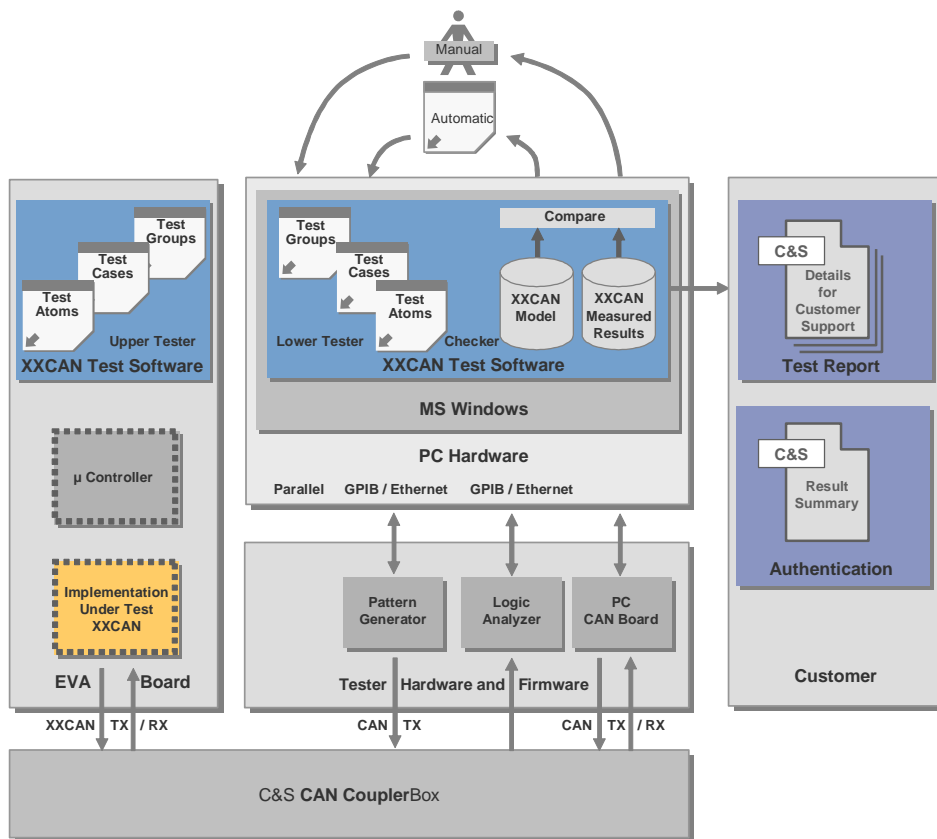 Manual
Automatic
Test
Groups
Test
Cases
Test
Atoms
Upper Tester
XXCAN Test Software
µ Controller
Implementation
Under Test
XXCAN
EVA Board
XXCAN TX / RX
Test
Groups
Test
Cases
Test
Atoms
Lower Tester
Checker
Compare
XXCAN
Model
XXCAN
Measured
Results
XXCAN Test Software
MS Windows
PC Hardware
Parallel GPIB / Ethernet GPIB / Ethernet
Pattern
Generator
Logic
Analyzer
PC
CAN Board
Tester Hardware and Firmware
CAN TX
CAN TX / RX
C&S
Details
for
Customer
Support
Test Report
C&S
Result
Summary
Authentication
Customer
C&S CAN CouplerBox